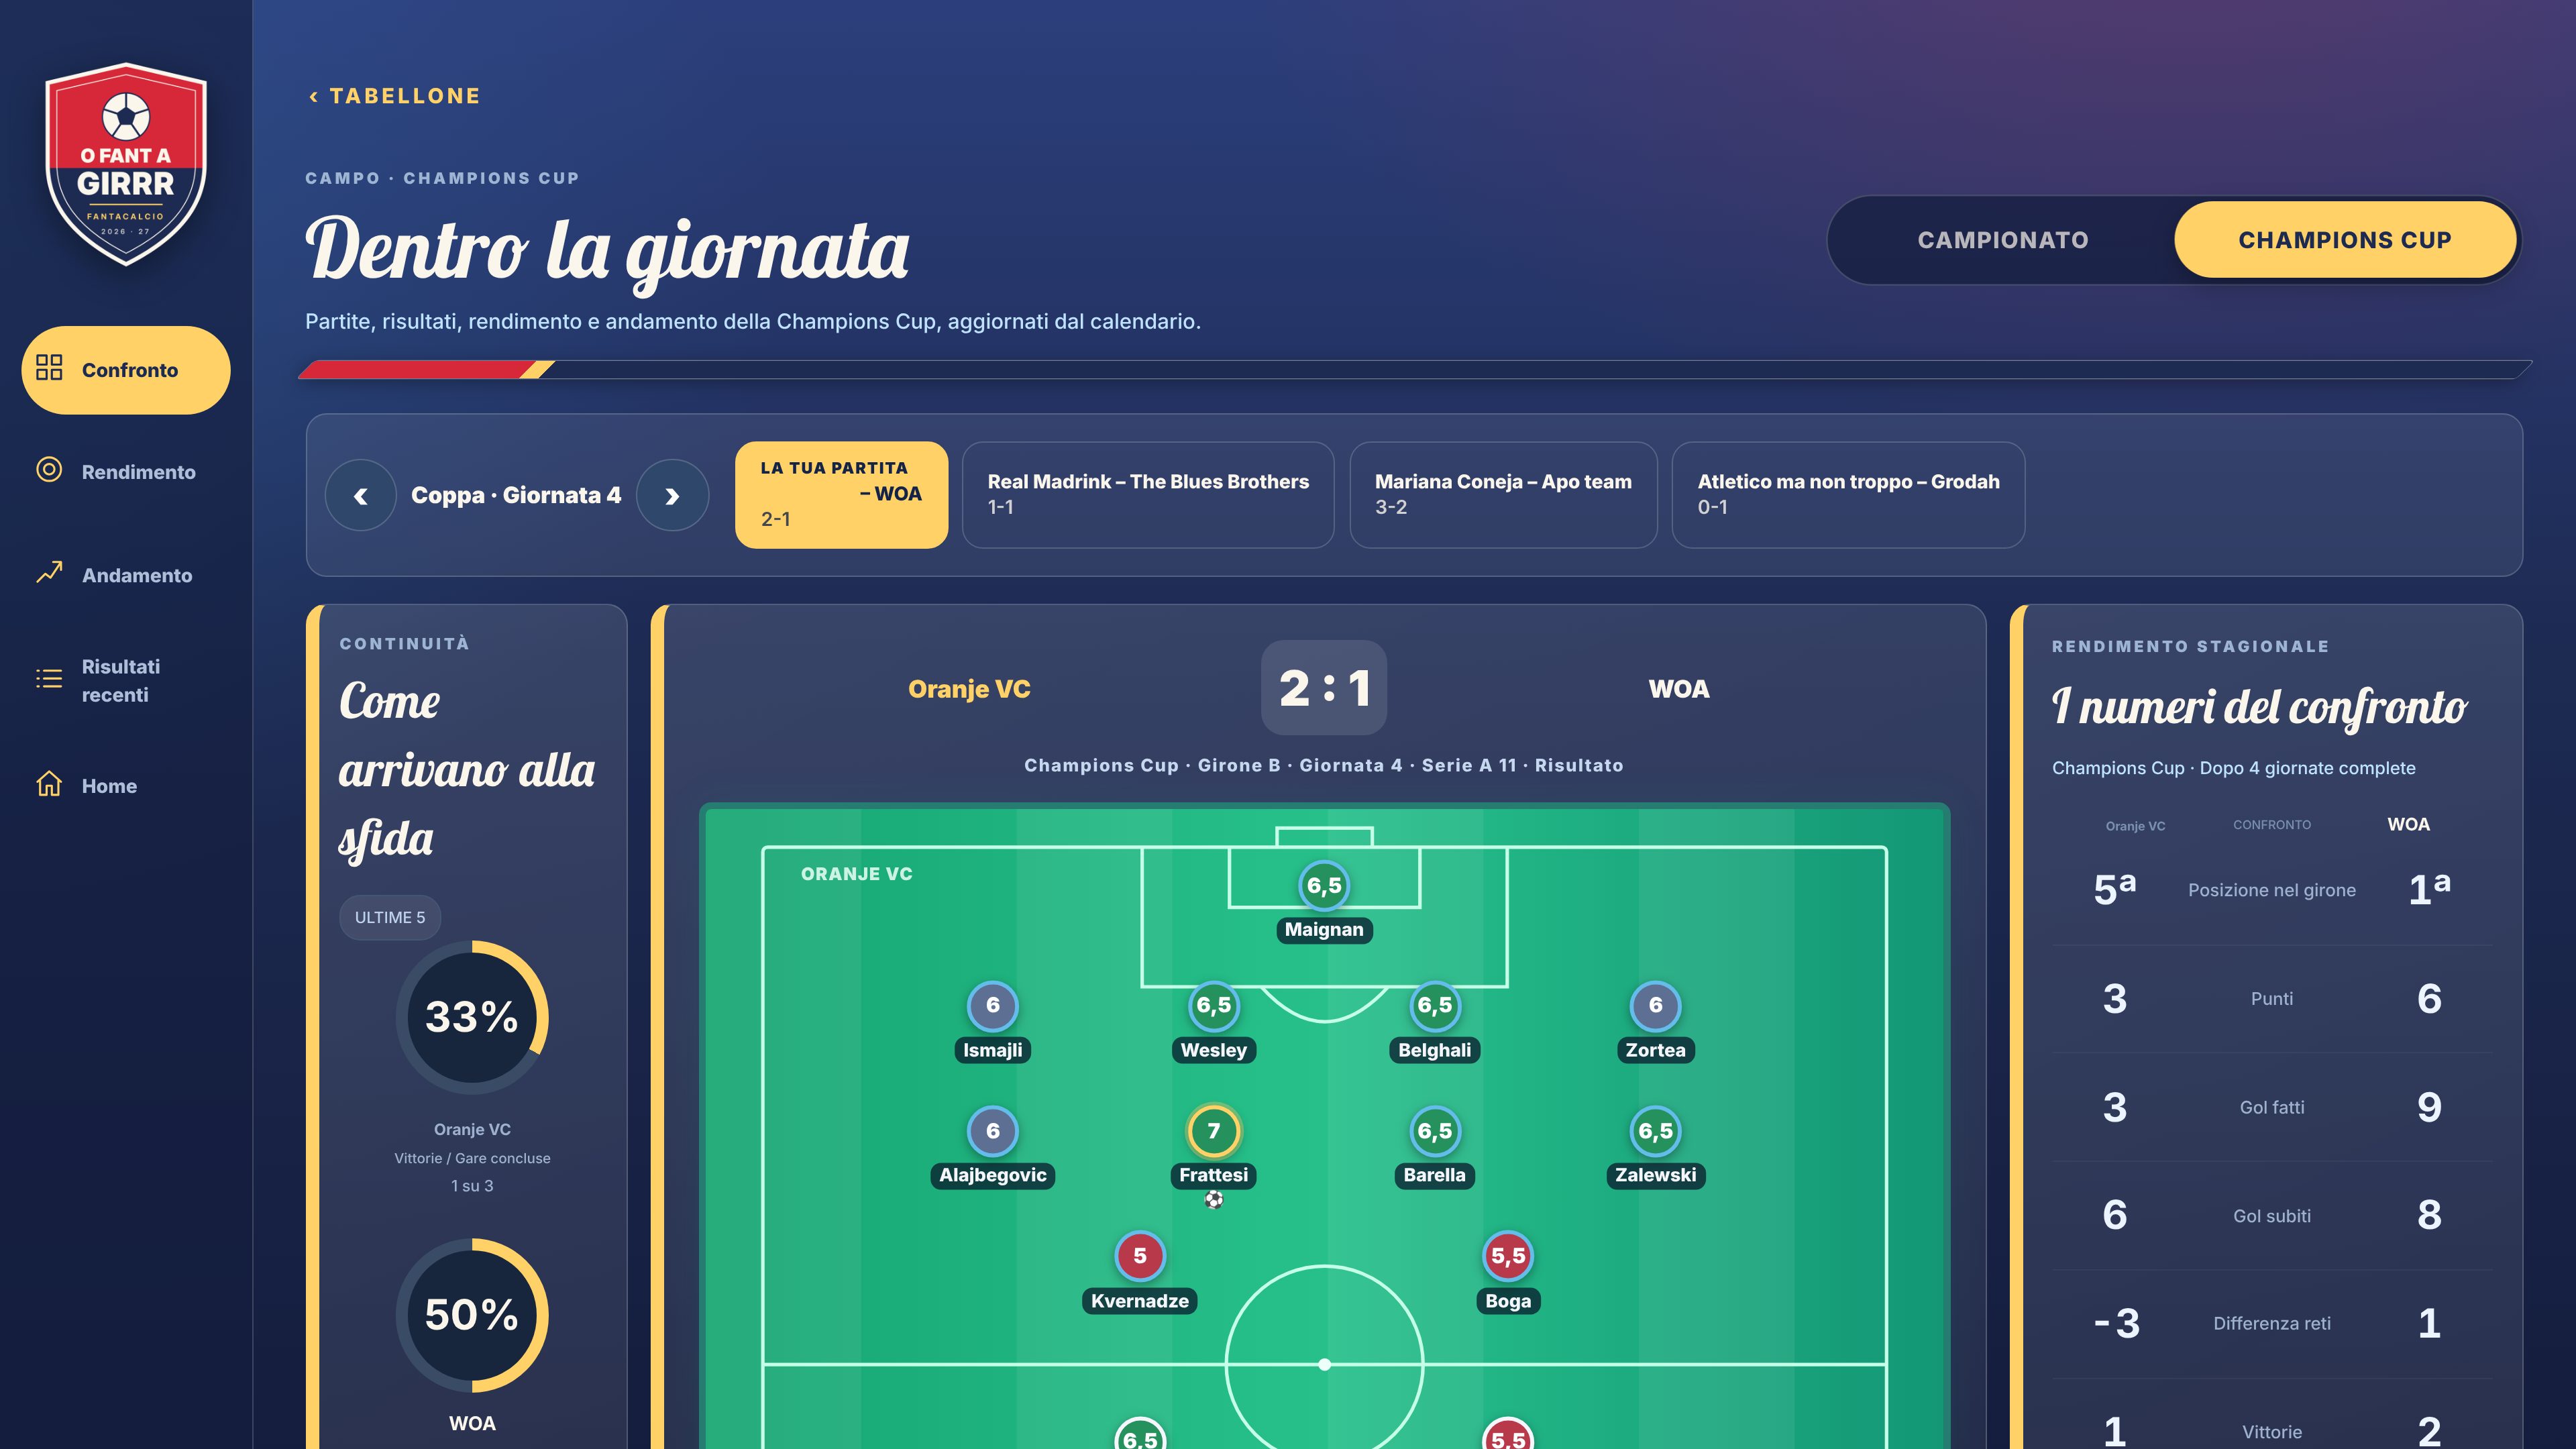 O FANT A
GIRRR
FANTACALCIO
2026 · 27
Confronto
Rendimento
Andamento
Risultati
recenti
Home
‹ TABELLONE
CAMPO · CHAMPIONS CUP
Dentro la giornata
Partite, risultati, rendimento e andamento della Champions Cup, aggiornati dal calendario.
CAMPIONATO
CHAMPIONS CUP
‹
Coppa · Giornata 4
›
LA TUA PARTITA
– WOA
2-1
Real Madrink – The Blues Brothers
1-1
Mariana Coneja – Apo team
3-2
Atletico ma non troppo – Grodah
0-1
CONTINUITÀ
Come
arrivano alla
sfida
ULTIME 5
33%
Oranje VC
Vittorie / Gare concluse
1 su 3
50%
WOA
Oranje VC
2 : 1
WOA
Champions Cup · Girone B · Giornata 4 · Serie A 11 · Risultato
ORANJE VC
6,5
Maignan
6
Ismajli
6,5
Wesley
6,5
Belghali
6
Zortea
6
Alajbegovic
7
Frattesi
6,5
Barella
6,5
Zalewski
5
Kvernadze
5,5
Boga
6,5
5,5
RENDIMENTO STAGIONALE
I numeri del confronto
Champions Cup · Dopo 4 giornate complete
Oranje VC CONFRONTO WOA
5ª Posizione nel girone 1ª
3 Punti 6
3 Gol fatti 9
6 Gol subiti 8
-3 Differenza reti 1
1 Vittorie 2